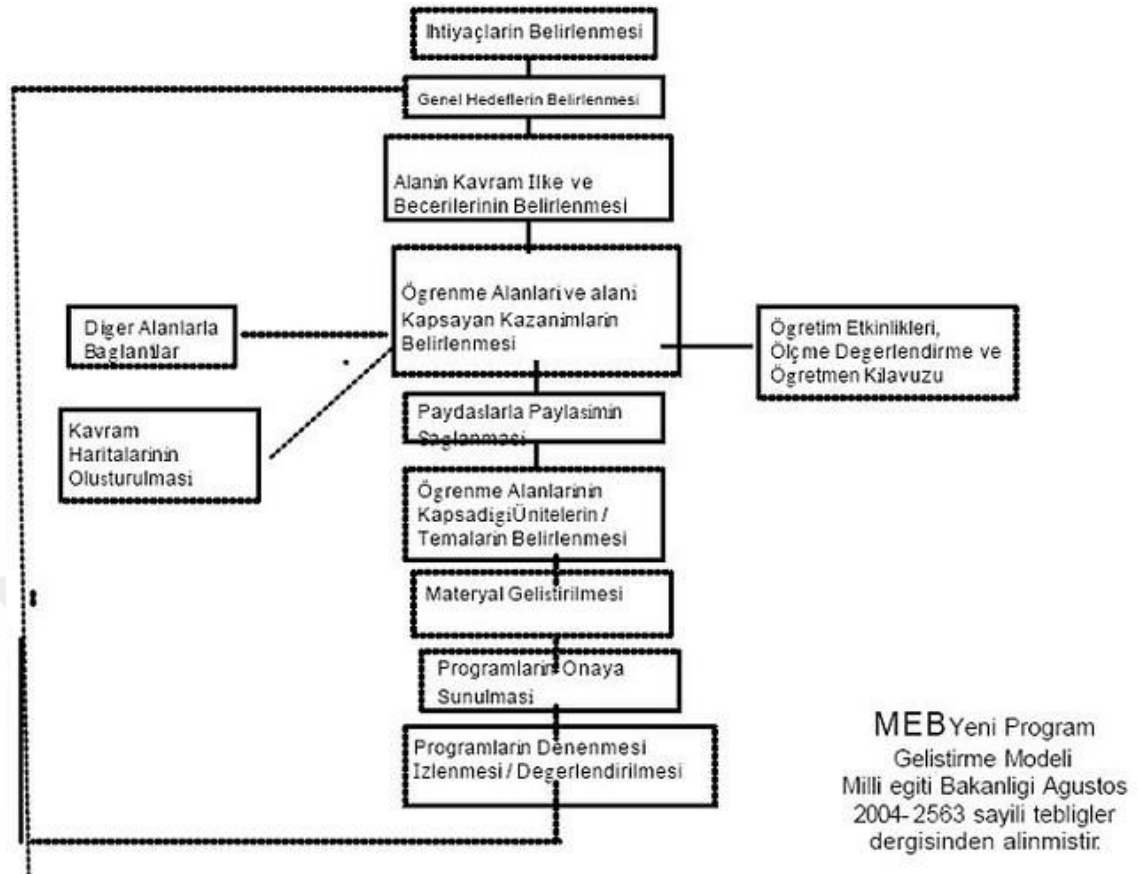 Ihtiyaçlarin Belirlenmesi
Genel Hedeflerin Belirlenmesi
Alanin Kavram Ilke ve
Becerilerinin Belirlenmesi
Ögrenme Alanlari ve alani
Kapsayan Kazanimlarin
Belirlenmesi
Diger Alanlarla
Baglantilar
Ögretim Etkinlikleri,
Ölçme Degerlendirme ve
Ögretmen Kilavuzu
Kavram
Haritalarinin
Olusturulmasi
Paydaslarla Paylasimin
Saglanmasi
Ögrenme Alanlarinin
KapsadigiÜnitelerin /
Temalarin Belirlenmesi
Materyal Gelistirilmesi
Programlarin Onaya
Sunulmasi
Programlarin Denenmesi
Izlenmesi / Degerlendirilmesi
MEB Yeni Program
Gelistirme Modeli
Milli egiti Bakanligi Agustos
2004- 2563 sayili tebligler
dergisinden alinmistir.